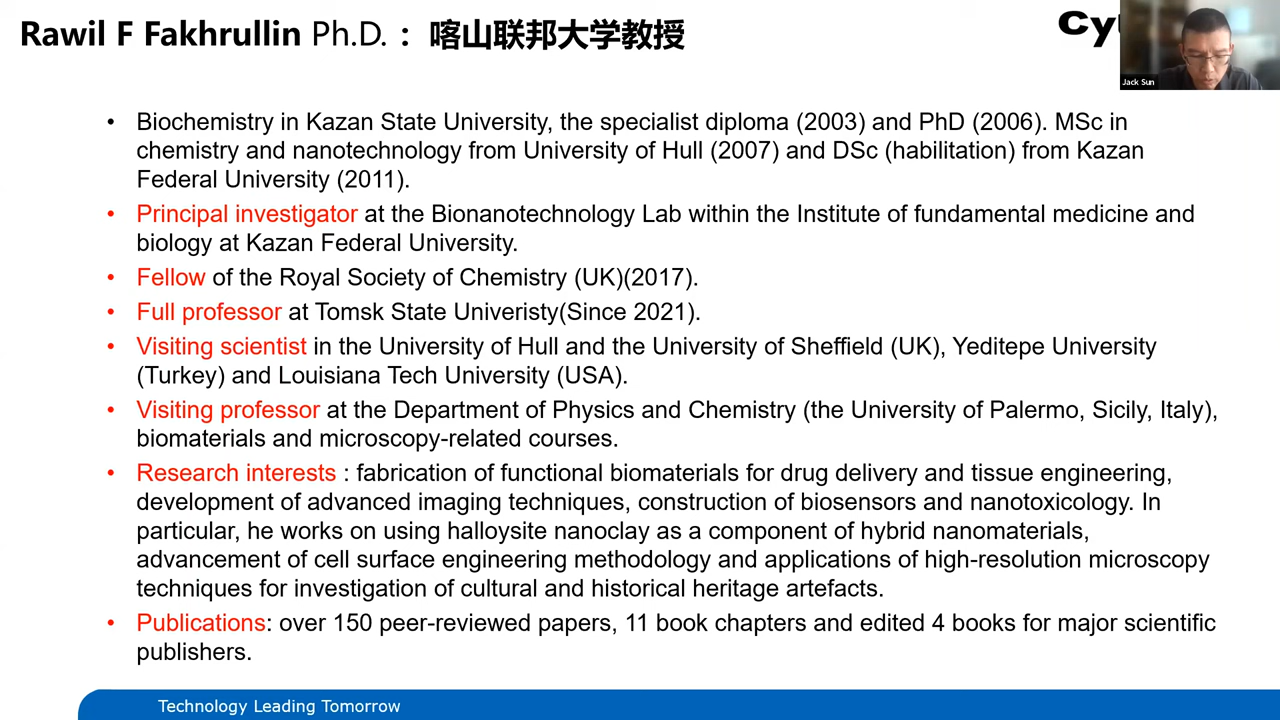 Rawil F Fakhrullin Ph.D. ： 喀山联邦大学教授
Jack Sun
• Biochemistry in Kazan State University, the specialist diploma (2003) and PhD (2006). MSc in
chemistry and nanotechnology from University of Hull (2007) and DSc (habilitation) from Kazan
Federal University (2011).
• Principal investigator at the Bionanotechnology Lab within the Institute of fundamental medicine and
biology at Kazan Federal University.
• Fellow of the Royal Society of Chemistry (UK)(2017).
• Full professor at Tomsk State Univeristy(Since 2021).
• Visiting scientist in the University of Hull and the University of Sheffield (UK), Yeditepe University
(Turkey) and Louisiana Tech University (USA).
• Visiting professor at the Department of Physics and Chemistry (the University of Palermo, Sicily, Italy),
biomaterials and microscopy-related courses.
• Research interests : fabrication of functional biomaterials for drug delivery and tissue engineering,
development of advanced imaging techniques, construction of biosensors and nanotoxicology. In
particular, he works on using halloysite nanoclay as a component of hybrid nanomaterials,
advancement of cell surface engineering methodology and applications of high-resolution microscopy
techniques for investigation of cultural and historical heritage artefacts.
• Publications: over 150 peer-reviewed papers, 11 book chapters and edited 4 books for major scientific
publishers.
Technology Leading Tomorrow